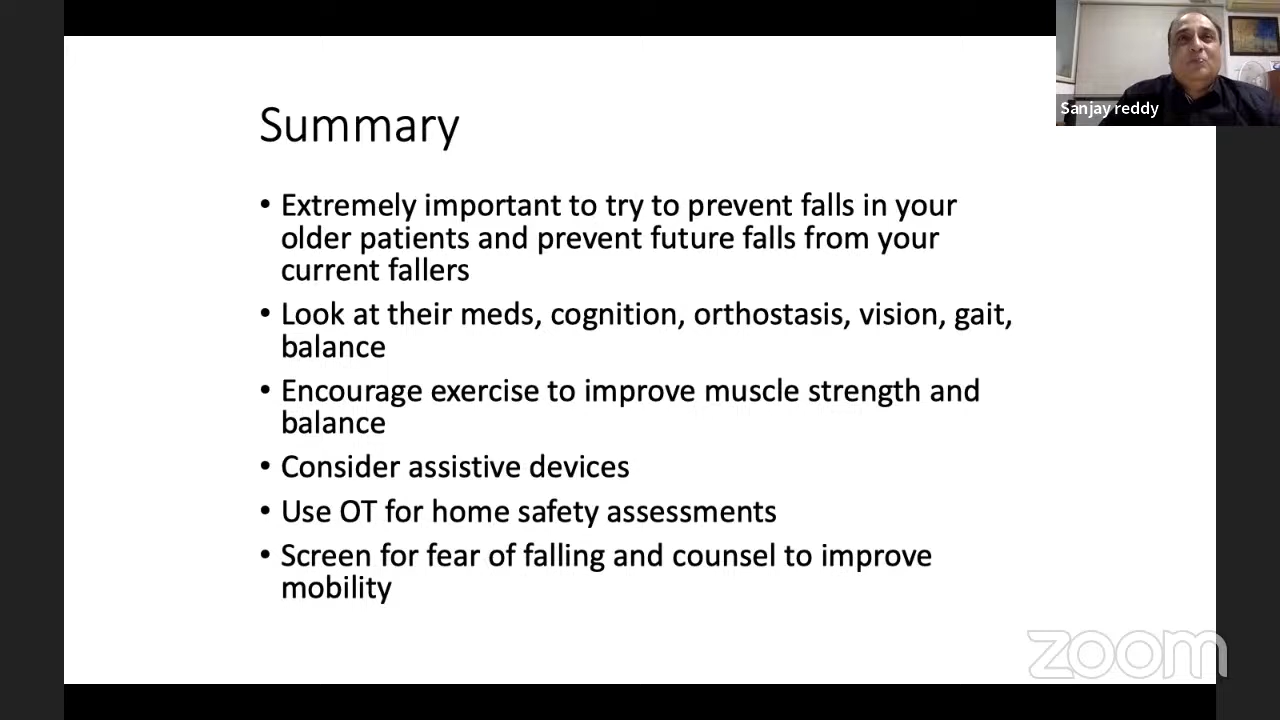 Sanjay reddy
Summary
• Extremely important to try to prevent falls in your
older patients and prevent future falls from your
current fallers
• Look at their meds, cognition, orthostasis, vision, gait,
balance
• Encourage exercise to improve muscle strength and
balance
• Consider assistive devices
• Use OT for home safety assessments
• Screen for fear of falling and counsel to improve
mobility
zoom